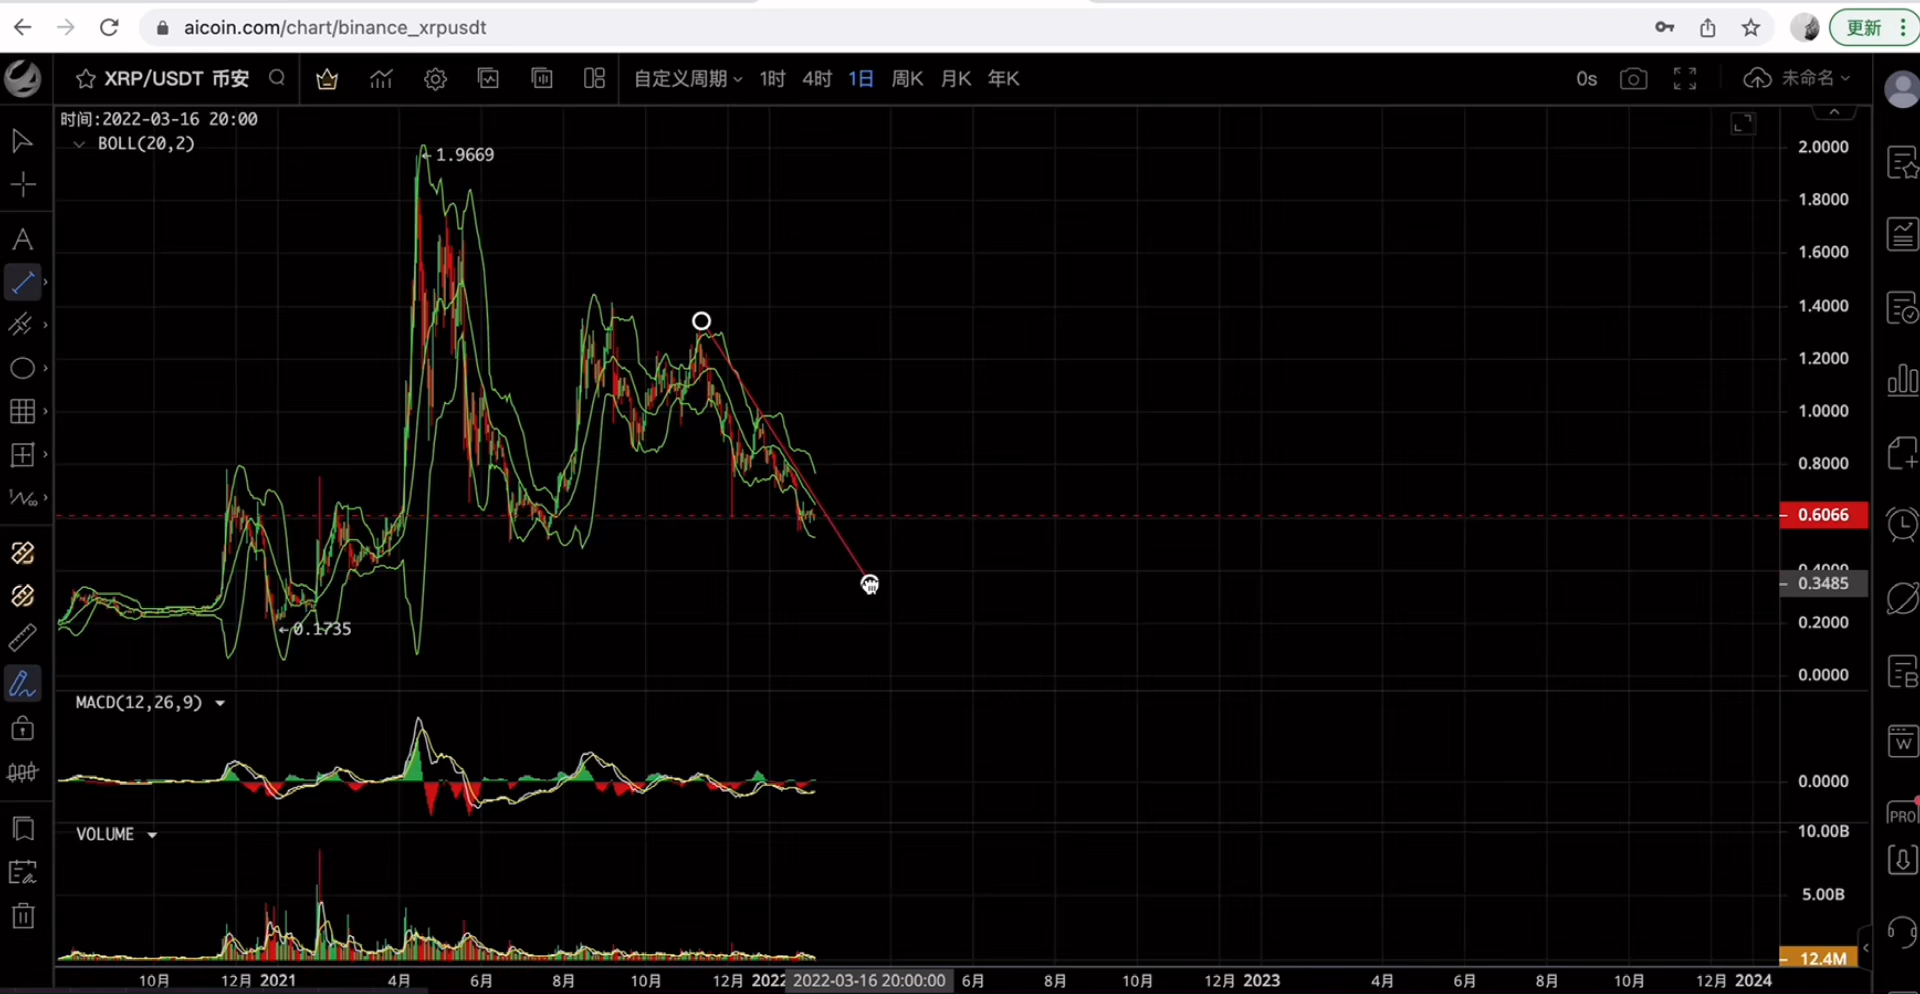 aicoin.com/chart/binance_xrpusdt
更新
XRP/USDT 币安
自定义周期 1时 4时 1日 周K 月K 年K
0s
未命名
时间:2022-03-16 20:00
BOLL(20,2)
1.9669
0.1735
2.0000
1.8000
1.6000
1.4000
1.2000
1.0000
0.8000
0.6066
0.4000
0.3485
0.2000
0.0000
MACD(12,26,9)
0.0000
VOLUME
10.00B
5.00B
12.4M
10月 12月 2021 4月 6月 8月 10月 12月 2022 2022-03-16 20:00:00 6月 8月 10月 12月 2023 4月 6月 8月 10月 12月 2024
PRO